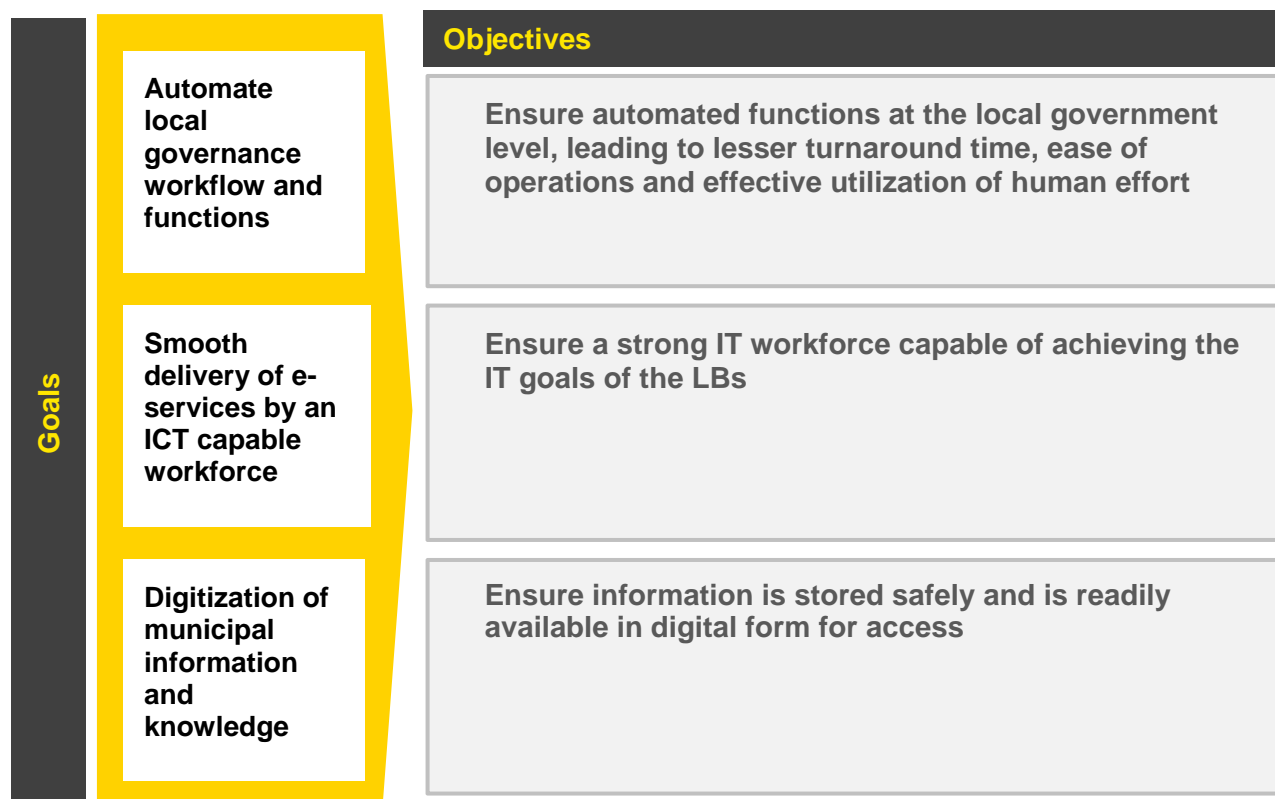 Goals
Objectives
Automate
local
governance
workflow and
functions
Ensure automated functions at the local government
level, leading to lesser turnaround time, ease of
operations and effective utilization of human effort
Smooth
delivery of e-
services by an
ICT capable
workforce
Ensure a strong IT workforce capable of achieving the
IT goals of the LBs
Digitization of
municipal
information
and
knowledge
Ensure information is stored safely and is readily
available in digital form for access